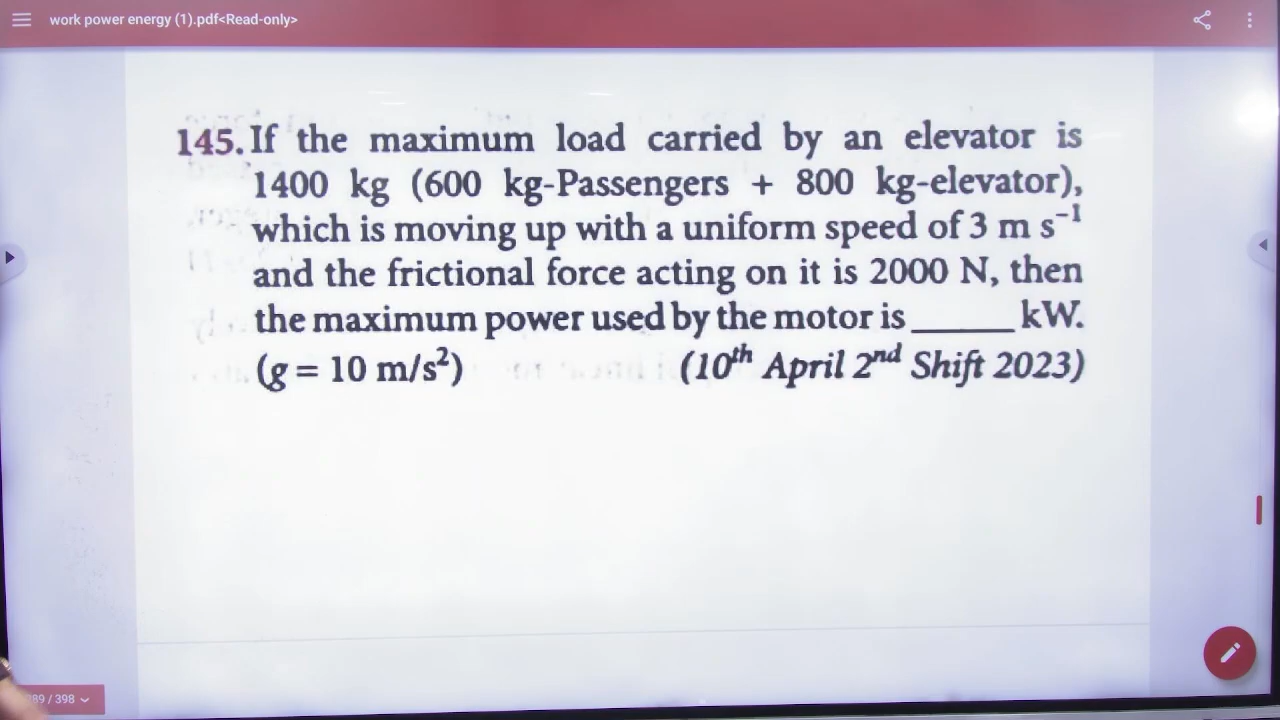 work power energy (1).pdf<Read-only>
145. If the maximum load carried by an elevator is
1400 kg (600 kg-Passengers + 800 kg-elevator),
which is moving up with a uniform speed of 3 m s⁻¹
and the frictional force acting on it is 2000 N, then
the maximum power used by the motor is ______ kW.
(g = 10 m/s²) (10ᵗʰ April 2ⁿᵈ Shift 2023)
89 / 398